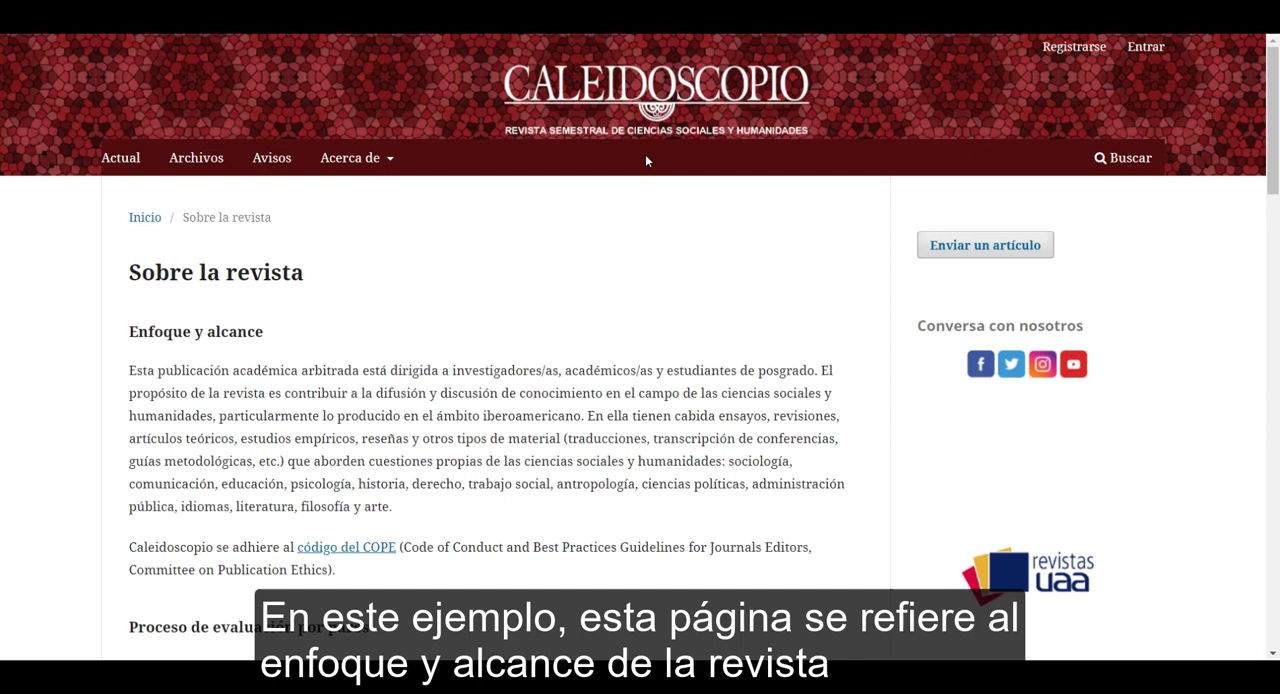 Registrarse Entrar
CALEIDOSCOPIO
REVISTA SEMESTRAL DE CIENCIAS SOCIALES Y HUMANIDADES
Actual Archivos Avisos Acerca de Buscar
Inicio / Sobre la revista
Enviar un artículo
Sobre la revista
Conversa con nosotros
Enfoque y alcance
Esta publicación académica arbitrada está dirigida a investigadores/as, académicos/as y estudiantes de posgrado. El
propósito de la revista es contribuir a la difusión y discusión de conocimiento en el campo de las ciencias sociales y
humanidades, particularmente lo producido en el ámbito iberoamericano. En ella tienen cabida ensayos, revisiones,
artículos teóricos, estudios empíricos, reseñas y otros tipos de material (traducciones, transcripción de conferencias,
guías metodológicas, etc.) que aborden cuestiones propias de las ciencias sociales y humanidades: sociología,
comunicación, educación, psicología, historia, derecho, trabajo social, antropología, ciencias políticas, administración
pública, idiomas, literatura, filosofía y arte.
Caleidoscopio se adhiere al código del COPE (Code of Conduct and Best Practices Guidelines for Journals Editors,
Committee on Publication Ethics).
revistas
uaa
Proceso de evaluación por pares
En este ejemplo, esta página se refiere al
enfoque y alcance de la revista